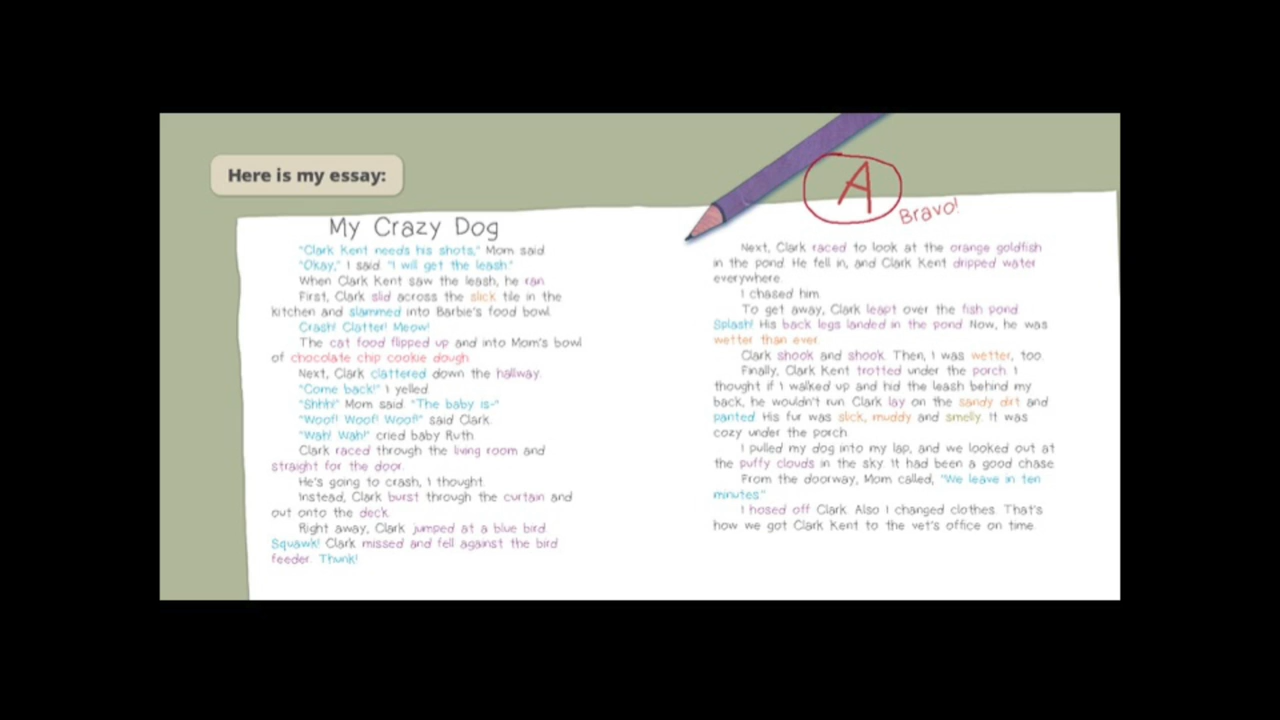 Here is my essay:
A
Bravo!
My Crazy Dog
"Clark Kent needs his shots," Mom said.
"Okay," I said. "I will get the leash."
When Clark Kent saw the leash, he ran.
First, Clark slid across the slick tile in the
kitchen and slammed into Barbie's food bowl.
Crash! Clatter! Meow!
The cat food flipped up and into Mom's bowl
of chocolate chip cookie dough.
Next, Clark clattered down the hallway.
"Come back!" I yelled.
"Shhh!" Mom said. "The baby is-"
"Woof! Woof! Woof!" said Clark.
"Wah! Wah!" cried baby Ruth.
Clark raced through the living room and
straight for the door.
He's going to crash, I thought.
Instead, Clark burst through the curtain and
out onto the deck.
Right away, Clark jumped at a blue bird.
Squawk! Clark missed and fell against the bird
feeder. Thunk!
Next, Clark raced to look at the orange goldfish
in the pond. He fell in, and Clark Kent dripped water
everywhere.
I chased him.
To get away, Clark leapt over the fish pond.
Splash! His back legs landed in the pond. Now, he was
wetter than ever.
Clark shook and shook. Then, I was wetter, too.
Finally, Clark Kent trotted under the porch. I
thought if I walked up and hid the leash behind my
back, he wouldn't run. Clark lay on the sandy dirt and
panted. His fur was slick, muddy and smelly. It was
cozy under the porch.
I pulled my dog into my lap, and we looked out at
the puffy clouds in the sky. It had been a good chase.
From the doorway, Mom called, "We leave in ten
minutes."
I hosed off Clark. Also I changed clothes. That's
how we got Clark Kent to the vet's office on time.